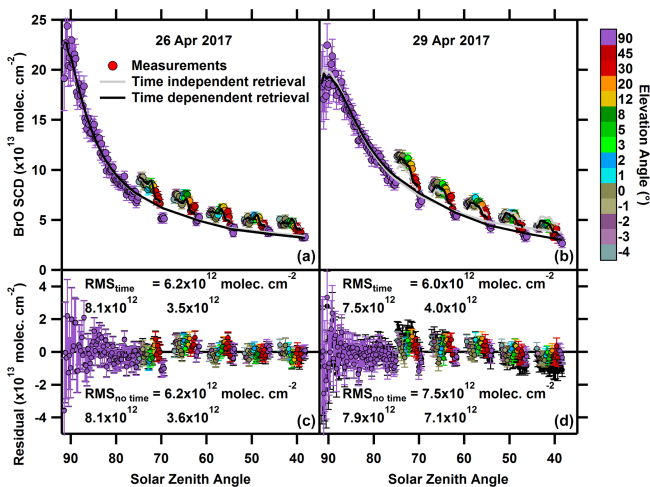 26 Apr 2017
29 Apr 2017
Measurements
Time independent retrieval
Time depenendent retrieval
BrO SCD (x10¹³ molec. cm⁻²)
25
20
15
10
5
0
(a)
(b)
RMS_time = 6.2x10¹² molec. cm⁻²
8.1x10¹² 3.5x10¹²
RMS_no time = 6.2x10¹² molec. cm⁻²
8.1x10¹² 3.6x10¹²
(c)
RMS_time = 6.0x10¹² molec. cm⁻²
7.5x10¹² 4.0x10¹²
RMS_no time = 7.5x10¹² molec. cm⁻²
7.9x10¹² 7.1x10¹²
(d)
Residual (x10¹³ molec. cm⁻²)
4
2
0
-2
-4
90 80 70 60 50 40
90 80 70 60 50 40
Solar Zenith Angle
Solar Zenith Angle
90
45
30
20
12
8
5
3
2
1
0
-1
-2
-3
-4
Elevation Angle (°)